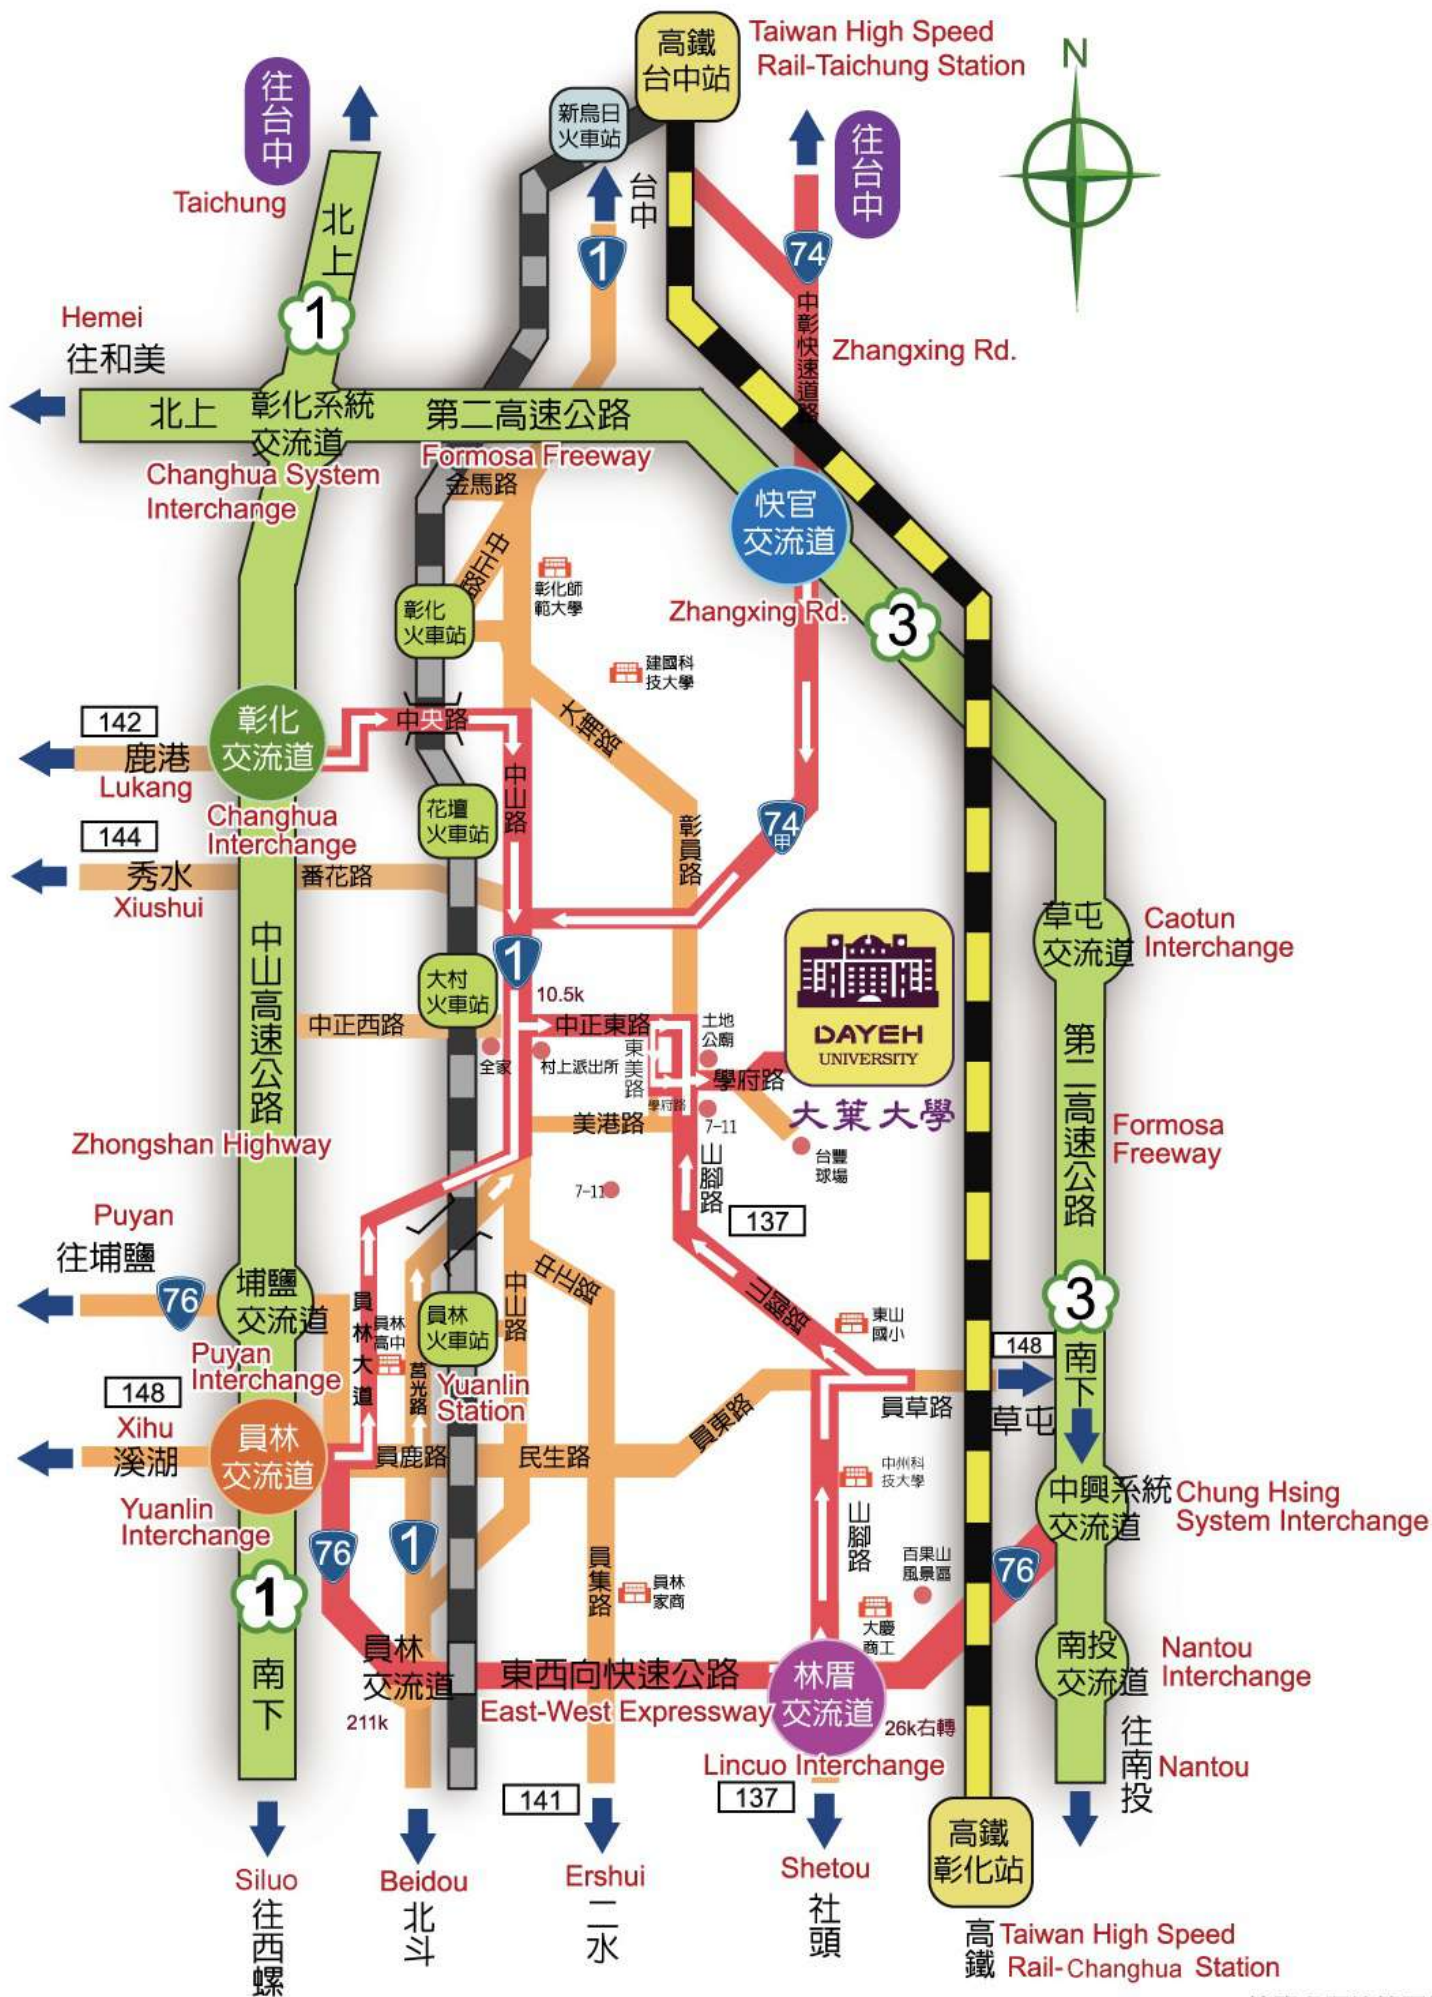 高鐵
台中站
Taiwan High Speed
Rail-Taichung Station
往台中
Taichung
新烏日
火車站
台中
往台中
N
北上
1
74
1
Hemei
往和美
中彰快速道路
Zhangxing Rd.
北上
彰化系統
交流道
第二高速公路
Changhua System
Interchange
Formosa Freeway
金馬路
快官
交流道
中正路
彰化師
範大學
彰化
火車站
Zhangxing Rd.
3
建國科
技大學
142
鹿港
Lukang
彰化
交流道
中央路
大埔路
中山路
Changhua
Interchange
花壇
火車站
74
甲
彰員路
144
秀水
Xiushui
番花路
中山高速公路
1
大村
火車站
10.5k
草屯
交流道
Caotun
Interchange
DAYEH
UNIVERSITY
大葉大學
中正西路
中正東路
土地
公廟
全家
村上派出所
東美路
學府路
學府路
美港路
7-11
山腳路
台豐
球場
第二高速公路
Formosa
Freeway
Zhongshan Highway
7-11
137
Puyan
往埔鹽
76
埔鹽
交流道
員林大道
員林
高中
員林
火車站
中山路
中正路
山腳路
東山
國小
3
148
南下
Puyan
Interchange
148
Xihu
溪湖
莒光路
Yuanlin
Station
員東路
員草路
草屯
員林
交流道
員鹿路
民生路
中州科
技大學
中興系統
交流道
Chung Hsing
System Interchange
Yuanlin
Interchange
76
1
山腳路
百果山
風景區
76
1
員集路
員林
家商
大慶
商工
南下
員林
交流道
東西向快速公路
East-West Expressway
林厝
交流道
南投
交流道
Nantou
Interchange
211k
26k右轉
Lincuo Interchange
往南投
Nantou
141
137
高鐵
彰化站
Siluo
往西螺
Beidou
北斗
Ershui
二水
Shetou
社頭
高鐵
Taiwan High Speed
Rail-Changhua Station